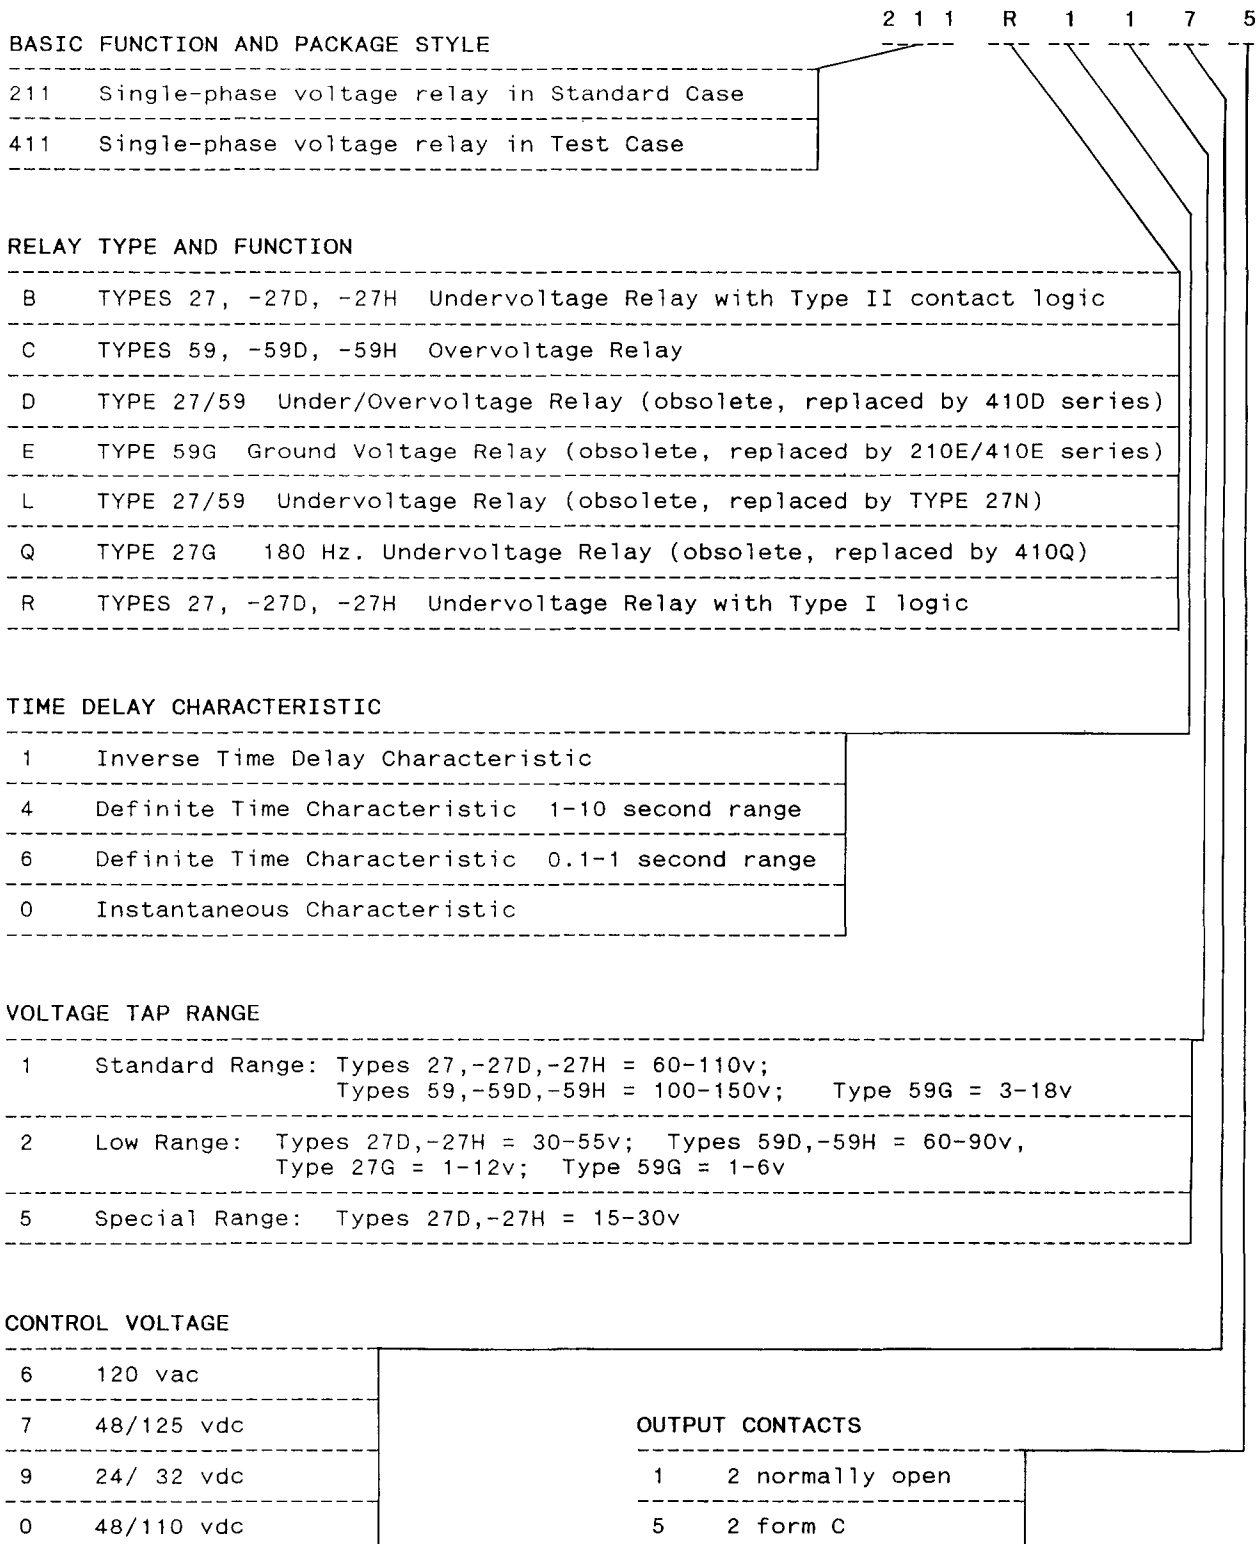 2 1 1 R 1 1 7 5
BASIC FUNCTION AND PACKAGE STYLE
211 Single-phase voltage relay in Standard Case
411 Single-phase voltage relay in Test Case
RELAY TYPE AND FUNCTION
B TYPES 27, -27D, -27H Undervoltage Relay with Type II contact logic
C TYPES 59, -59D, -59H Overvoltage Relay
D TYPE 27/59 Under/Overvoltage Relay (obsolete, replaced by 410D series)
E TYPE 59G Ground Voltage Relay (obsolete, replaced by 210E/410E series)
L TYPE 27/59 Undervoltage Relay (obsolete, replaced by TYPE 27N)
Q TYPE 27G 180 Hz. Undervoltage Relay (obsolete, replaced by 410Q)
R TYPES 27, -27D, -27H Undervoltage Relay with Type I logic
TIME DELAY CHARACTERISTIC
1 Inverse Time Delay Characteristic
4 Definite Time Characteristic 1-10 second range
6 Definite Time Characteristic 0.1-1 second range
0 Instantaneous Characteristic
VOLTAGE TAP RANGE
1 Standard Range: Types 27,-27D,-27H = 60-110v;
Types 59,-59D,-59H = 100-150v; Type 59G = 3-18v
2 Low Range: Types 27D,-27H = 30-55v; Types 59D,-59H = 60-90v,
Type 27G = 1-12v; Type 59G = 1-6v
5 Special Range: Types 27D,-27H = 15-30v
CONTROL VOLTAGE
6 120 vac
7 48/125 vdc
9 24/ 32 vdc
0 48/110 vdc
OUTPUT CONTACTS
1 2 normally open
5 2 form C